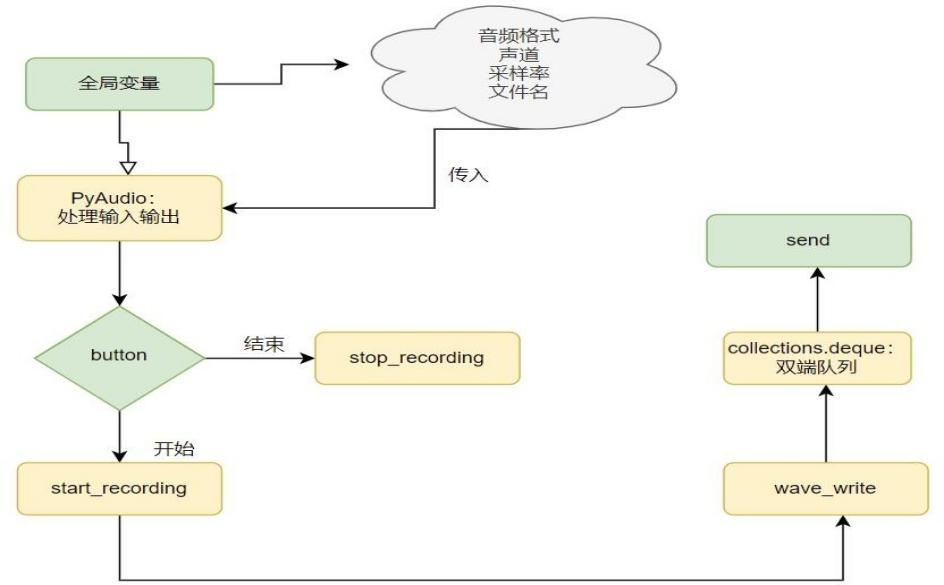 音频格式
声道
采样率
文件名
全局变量
传入
PyAudio:
处理输入输出
send
button
结束
stop_recording
collections.deque:
双端队列
开始
start_recording
wave_write